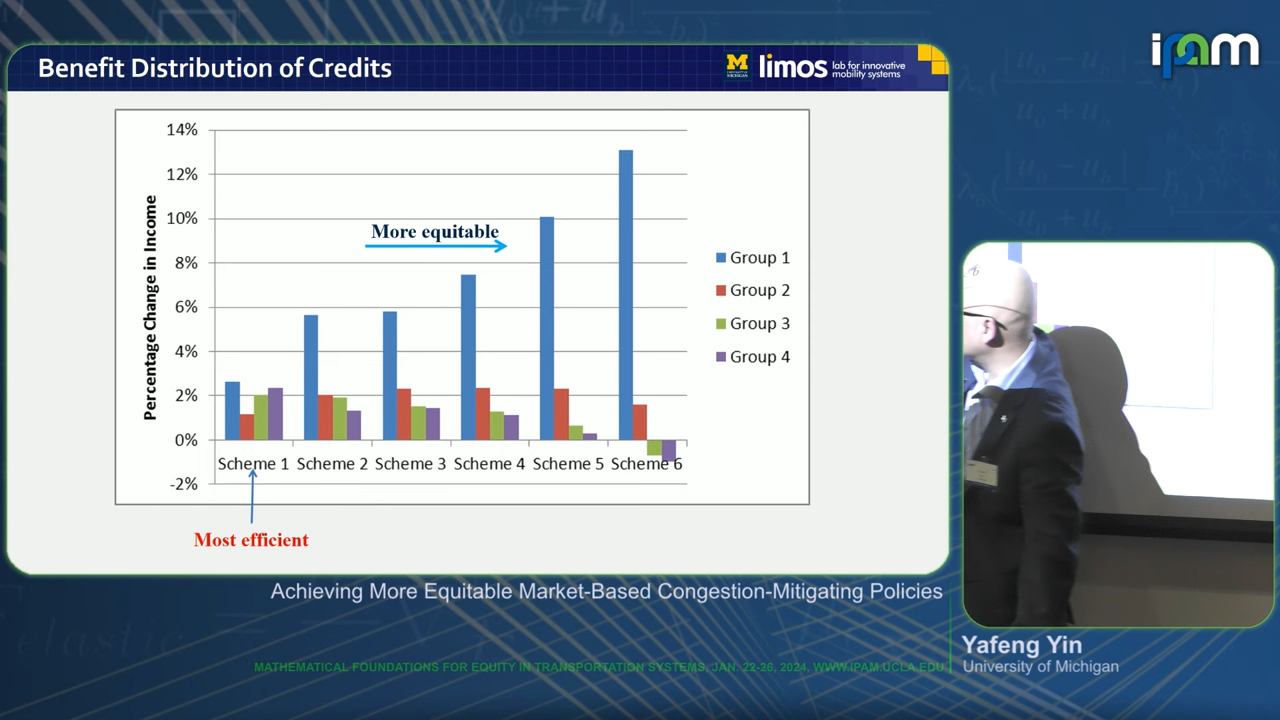 ipam
Benefit Distribution of Credits
M
limos lab for innovative
mobility systems
14%
12%
10%
8%
6%
4%
2%
0%
-2%
Percentage Change in Income
More equitable
Group 1
Group 2
Group 3
Group 4
Scheme 1 Scheme 2 Scheme 3 Scheme 4 Scheme 5 Scheme 6
Most efficient
Achieving More Equitable Market-Based Congestion-Mitigating Policies
Yafeng Yin
University of Michigan
MATHEMATICAL FOUNDATIONS FOR EQUITY IN TRANSPORTATION SYSTEMS, JAN. 22-26, 2024, WWW.IPAM.UCLA.EDU
elastic